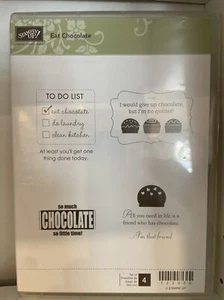 STAMPIN' UP!
Eat Chocolate
TO DO LIST
eat chocolate
do laundry
clean kitchen
At least you'll get one
thing done today.
I would give up chocolate,
but I'm no quitter!
so much
CHOCOLATE
so little time!
All you need in life is a
friend who has chocolate.
I'm that friend.
4